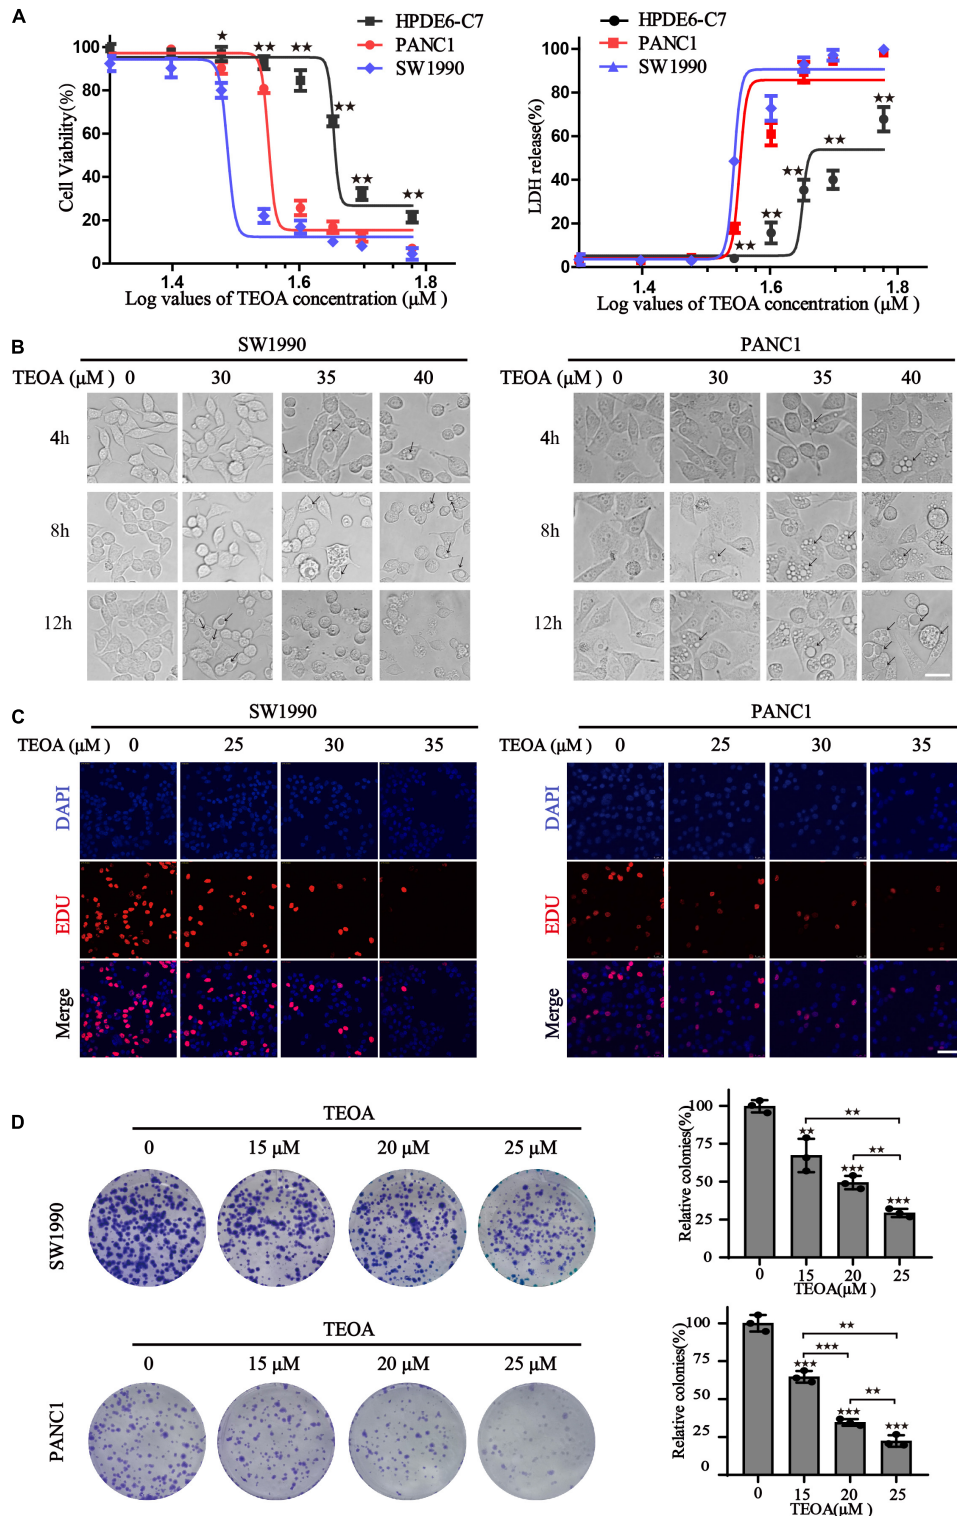 A
HPDE6-C7
PANC1
SW1990
Cell Viability(%)
100
80
60
40
20
0
★
★★
★★
★★
★★
★★
1.4
1.6
1.8
Log values of TEOA concentration (μM )
HPDE6-C7
PANC1
SW1990
LDH release(%)
100
80
60
40
20
0
★★
★★
★★
★★
★★
1.4
1.6
1.8
Log values of TEOA concentration (μM )
B
SW1990
TEOA (μM ) 0 30 35 40
4h
8h
12h
PANC1
TEOA (μM ) 0 30 35 40
4h
8h
12h
C
SW1990
TEOA (μM ) 0 25 30 35
DAPI
EDU
Merge
PANC1
TEOA (μM ) 0 25 30 35
DAPI
EDU
Merge
D
TEOA
0 15 μM 20 μM 25 μM
SW1990
TEOA
0 15 μM 20 μM 25 μM
PANC1
Relative colonies(%)
100
75
50
25
0
★★
★★
★★
★★★
★★★
0 15 20 25
TEOA(μM )
Relative colonies(%)
100
75
50
25
0
★★
★★★
★★★
★★
★★★
★★★
0 15 20 25
TEOA(μM )